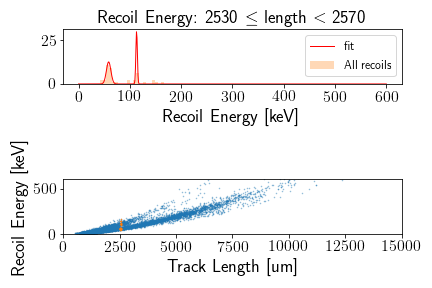 Recoil Energy: 2530 ≤ length < 2570
25
0
fit
All recoils
0 100 200 300 400 500 600
Recoil Energy [keV]
Recoil Energy [keV]
500
0
0 2500 5000 7500 10000 12500 15000
Track Length [um]